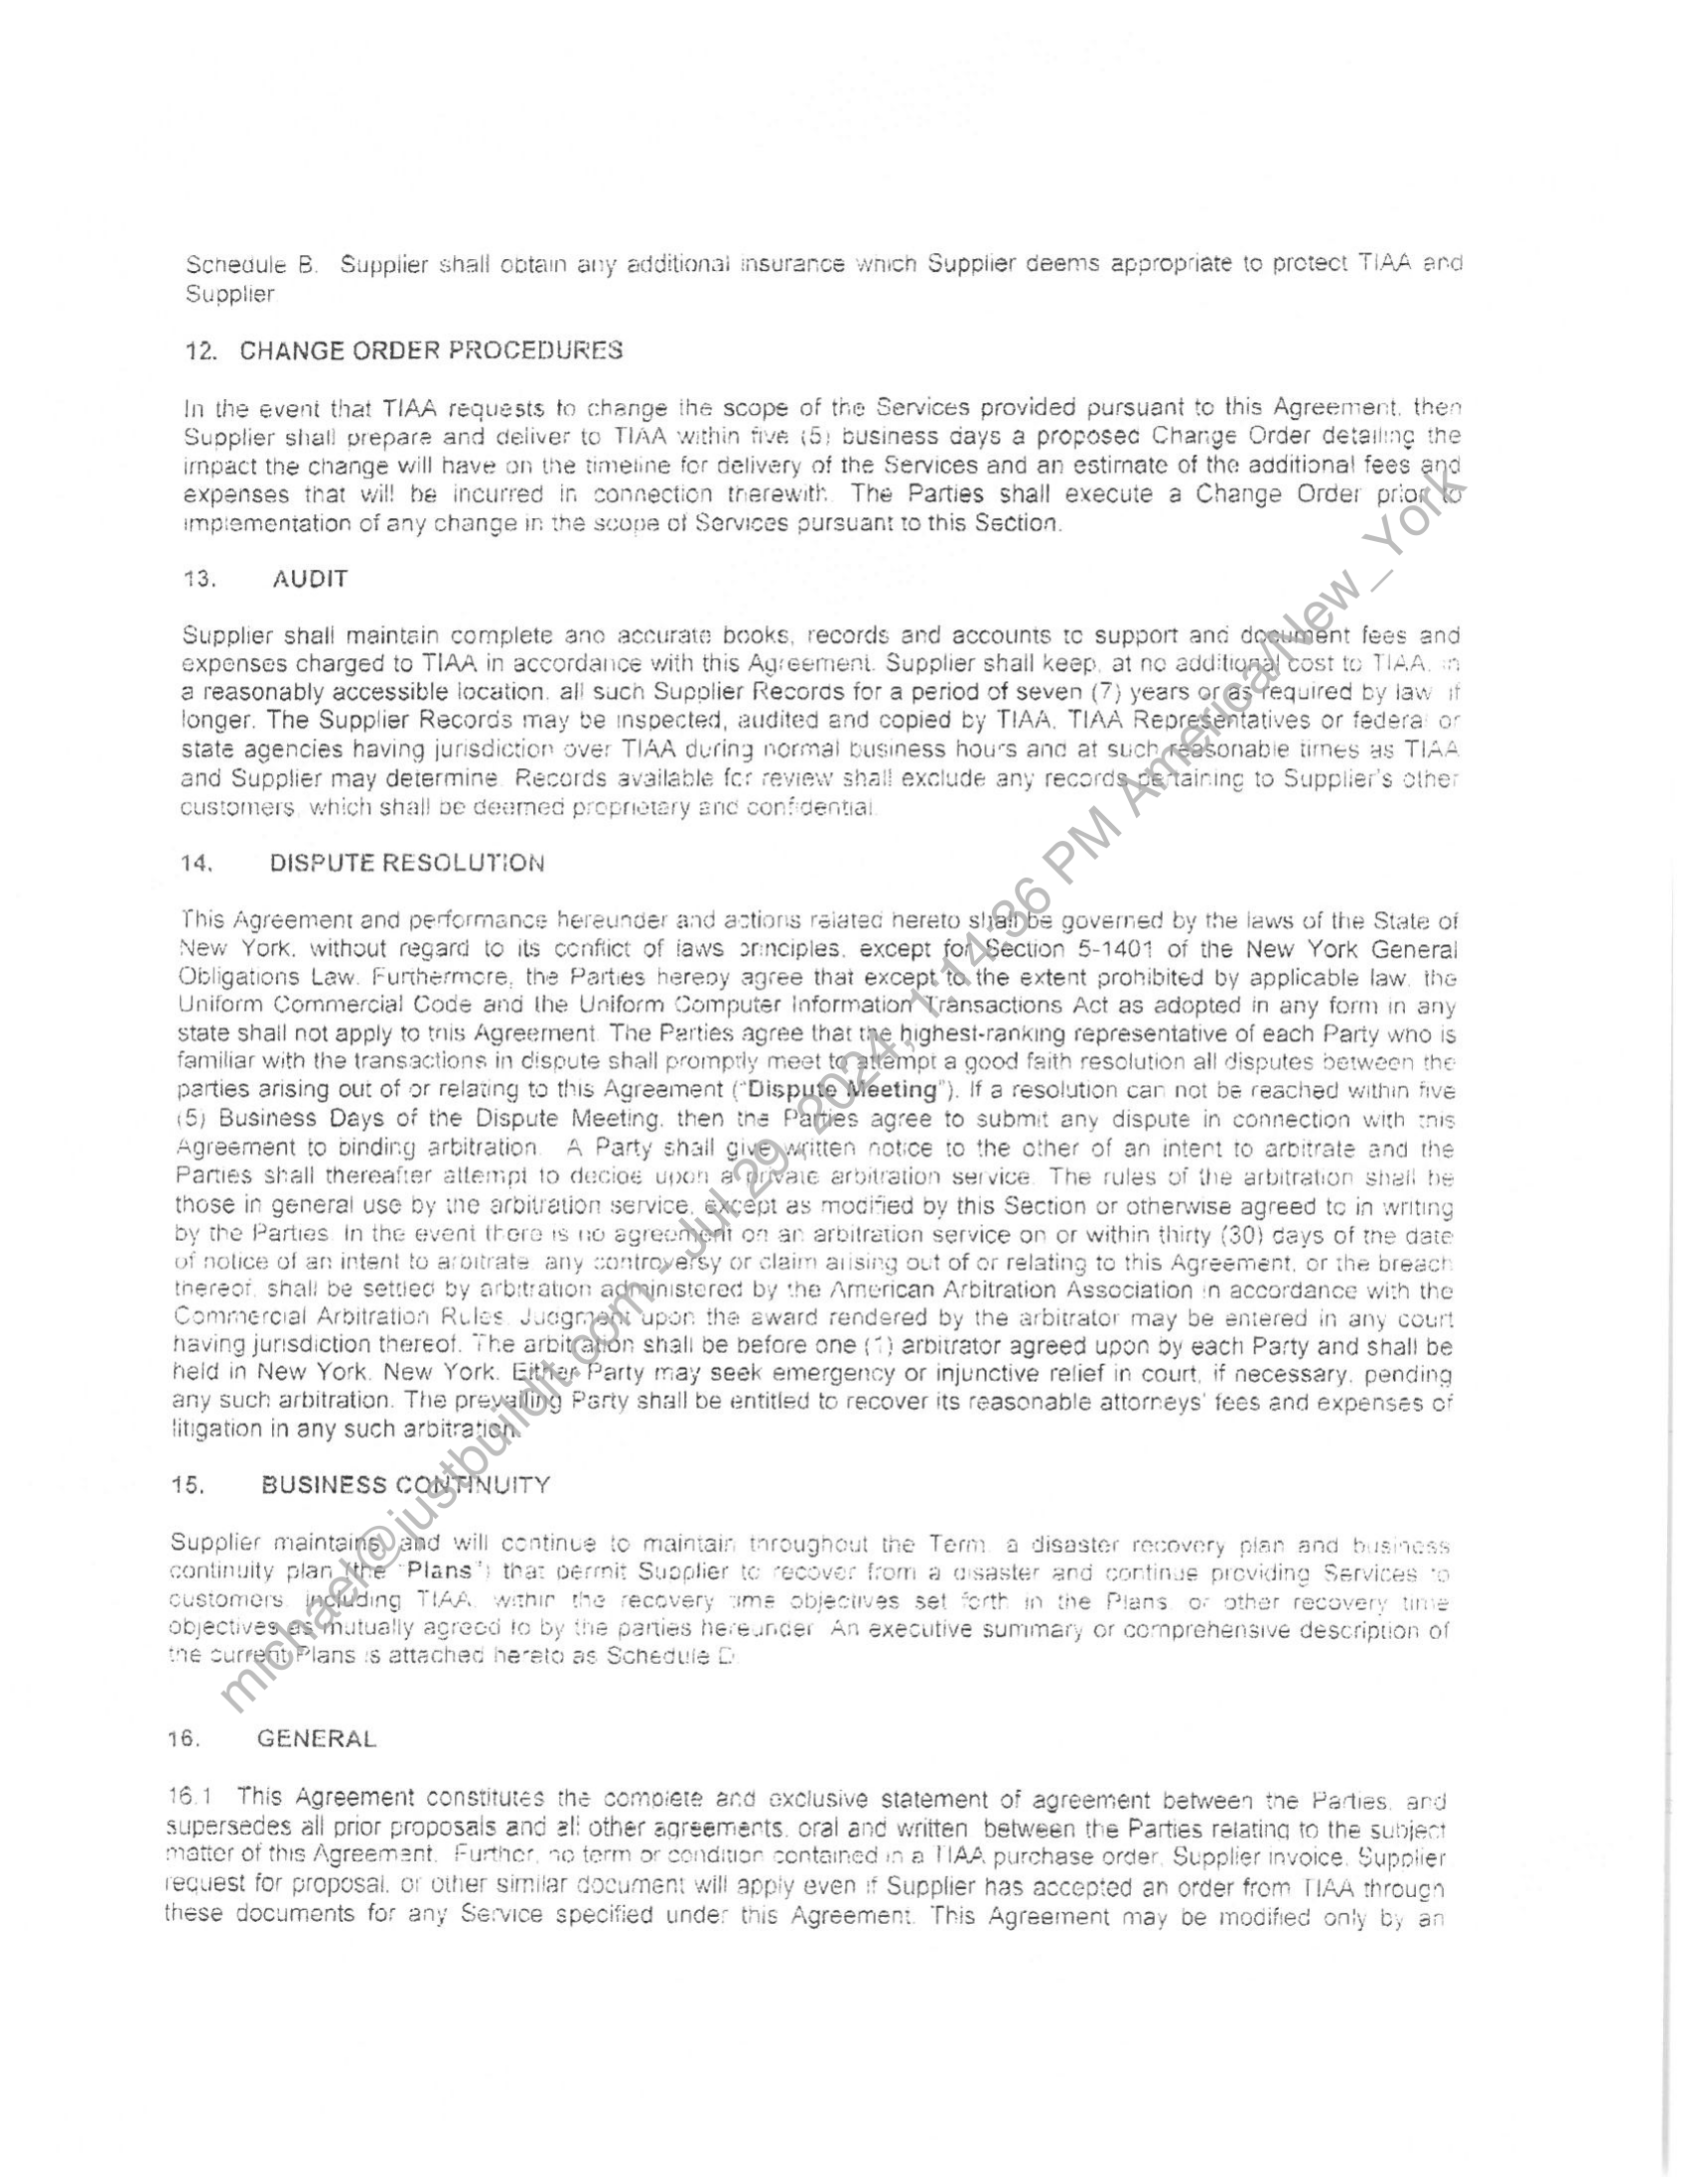 Schedule B. Supplier shall obtain any additional insurance which Supplier deems appropriate to protect TIAA and
Supplier
12. CHANGE ORDER PROCEDURES
In the event that TIAA requests to change the scope of the Services provided pursuant to this Agreement, then
Supplier shall prepare and deliver to TIAA within five (5) business days a proposed Change Order detailing the
impact the change will have on the timeline for delivery of the Services and an estimate of the additional fees and
expenses that will be incurred in connection therewith. The Parties shall execute a Change Order prior to
implementation of any change in the scope of Services pursuant to this Section.
13. AUDIT
Supplier shall maintain complete and accurate books, records and accounts to support and document fees and
expenses charged to TIAA in accordance with this Agreement. Supplier shall keep, at no additional cost to TIAA, in
a reasonably accessible location, all such Supplier Records for a period of seven (7) years or as required by law if
longer. The Supplier Records may be inspected, audited and copied by TIAA, TIAA Representatives or federal or
state agencies having jurisdiction over TIAA during normal business hours and at such reasonable times as TIAA
and Supplier may determine. Records available for review shall exclude any records pertaining to Supplier's other
customers, which shall be deemed proprietary and confidential.
14. DISPUTE RESOLUTION
This Agreement and performance hereunder and actions related hereto shall be governed by the laws of the State of
New York, without regard to its conflict of laws principles, except for Section 5-1401 of the New York General
Obligations Law. Furthermore, the Parties hereby agree that except to the extent prohibited by applicable law, the
Uniform Commercial Code and the Uniform Computer Information Transactions Act as adopted in any form in any
state shall not apply to this Agreement. The Parties agree that the highest-ranking representative of each Party who is
familiar with the transactions in dispute shall promptly meet to attempt a good faith resolution all disputes between the
parties arising out of or relating to this Agreement ("Dispute Meeting"). If a resolution can not be reached within five
(5) Business Days of the Dispute Meeting, then the Parties agree to submit any dispute in connection with this
Agreement to binding arbitration. A Party shall give written notice to the other of an intent to arbitrate and the
Parties shall thereafter attempt to decide upon a private arbitration service. The rules of the arbitration shall be
those in general use by the arbitration service, except as modified by this Section or otherwise agreed to in writing
by the Parties. In the event there is no agreement on an arbitration service on or within thirty (30) days of the date
of notice of an intent to arbitrate, any controversy or claim arising out of or relating to this Agreement, or the breach
thereof, shall be settled by arbitration administered by the American Arbitration Association in accordance with the
Commercial Arbitration Rules. Judgment upon the award rendered by the arbitrator may be entered in any court
having jurisdiction thereof. The arbitration shall be before one (1) arbitrator agreed upon by each Party and shall be
held in New York, New York. Either Party may seek emergency or injunctive relief in court, if necessary, pending
any such arbitration. The prevailing Party shall be entitled to recover its reasonable attorneys' fees and expenses of
litigation in any such arbitration.
15. BUSINESS CONTINUITY
Supplier maintains, and will continue to maintain throughout the Term, a disaster recovery plan and business
continuity plan (the "Plans") that permit Supplier to recover from a disaster and continue providing Services to
customers, including TIAA, within the recovery time objectives set forth in the Plans, or other recovery time
objectives as mutually agreed to by the parties hereunder. An executive summary or comprehensive description of
the current Plans is attached hereto as Schedule D.
16. GENERAL
16.1 This Agreement constitutes the complete and exclusive statement of agreement between the Parties, and
supersedes all prior proposals and all other agreements, oral and written, between the Parties relating to the subject
matter of this Agreement. Further, no term or condition contained in a TIAA purchase order, Supplier invoice, Supplier
request for proposal, or other similar document will apply even if Supplier has accepted an order from TIAA through
these documents for any Service specified under this Agreement. This Agreement may be modified only by an
michael@justbuildit.com - Jul 29, 2024, 1:14:36 PM America/New_York